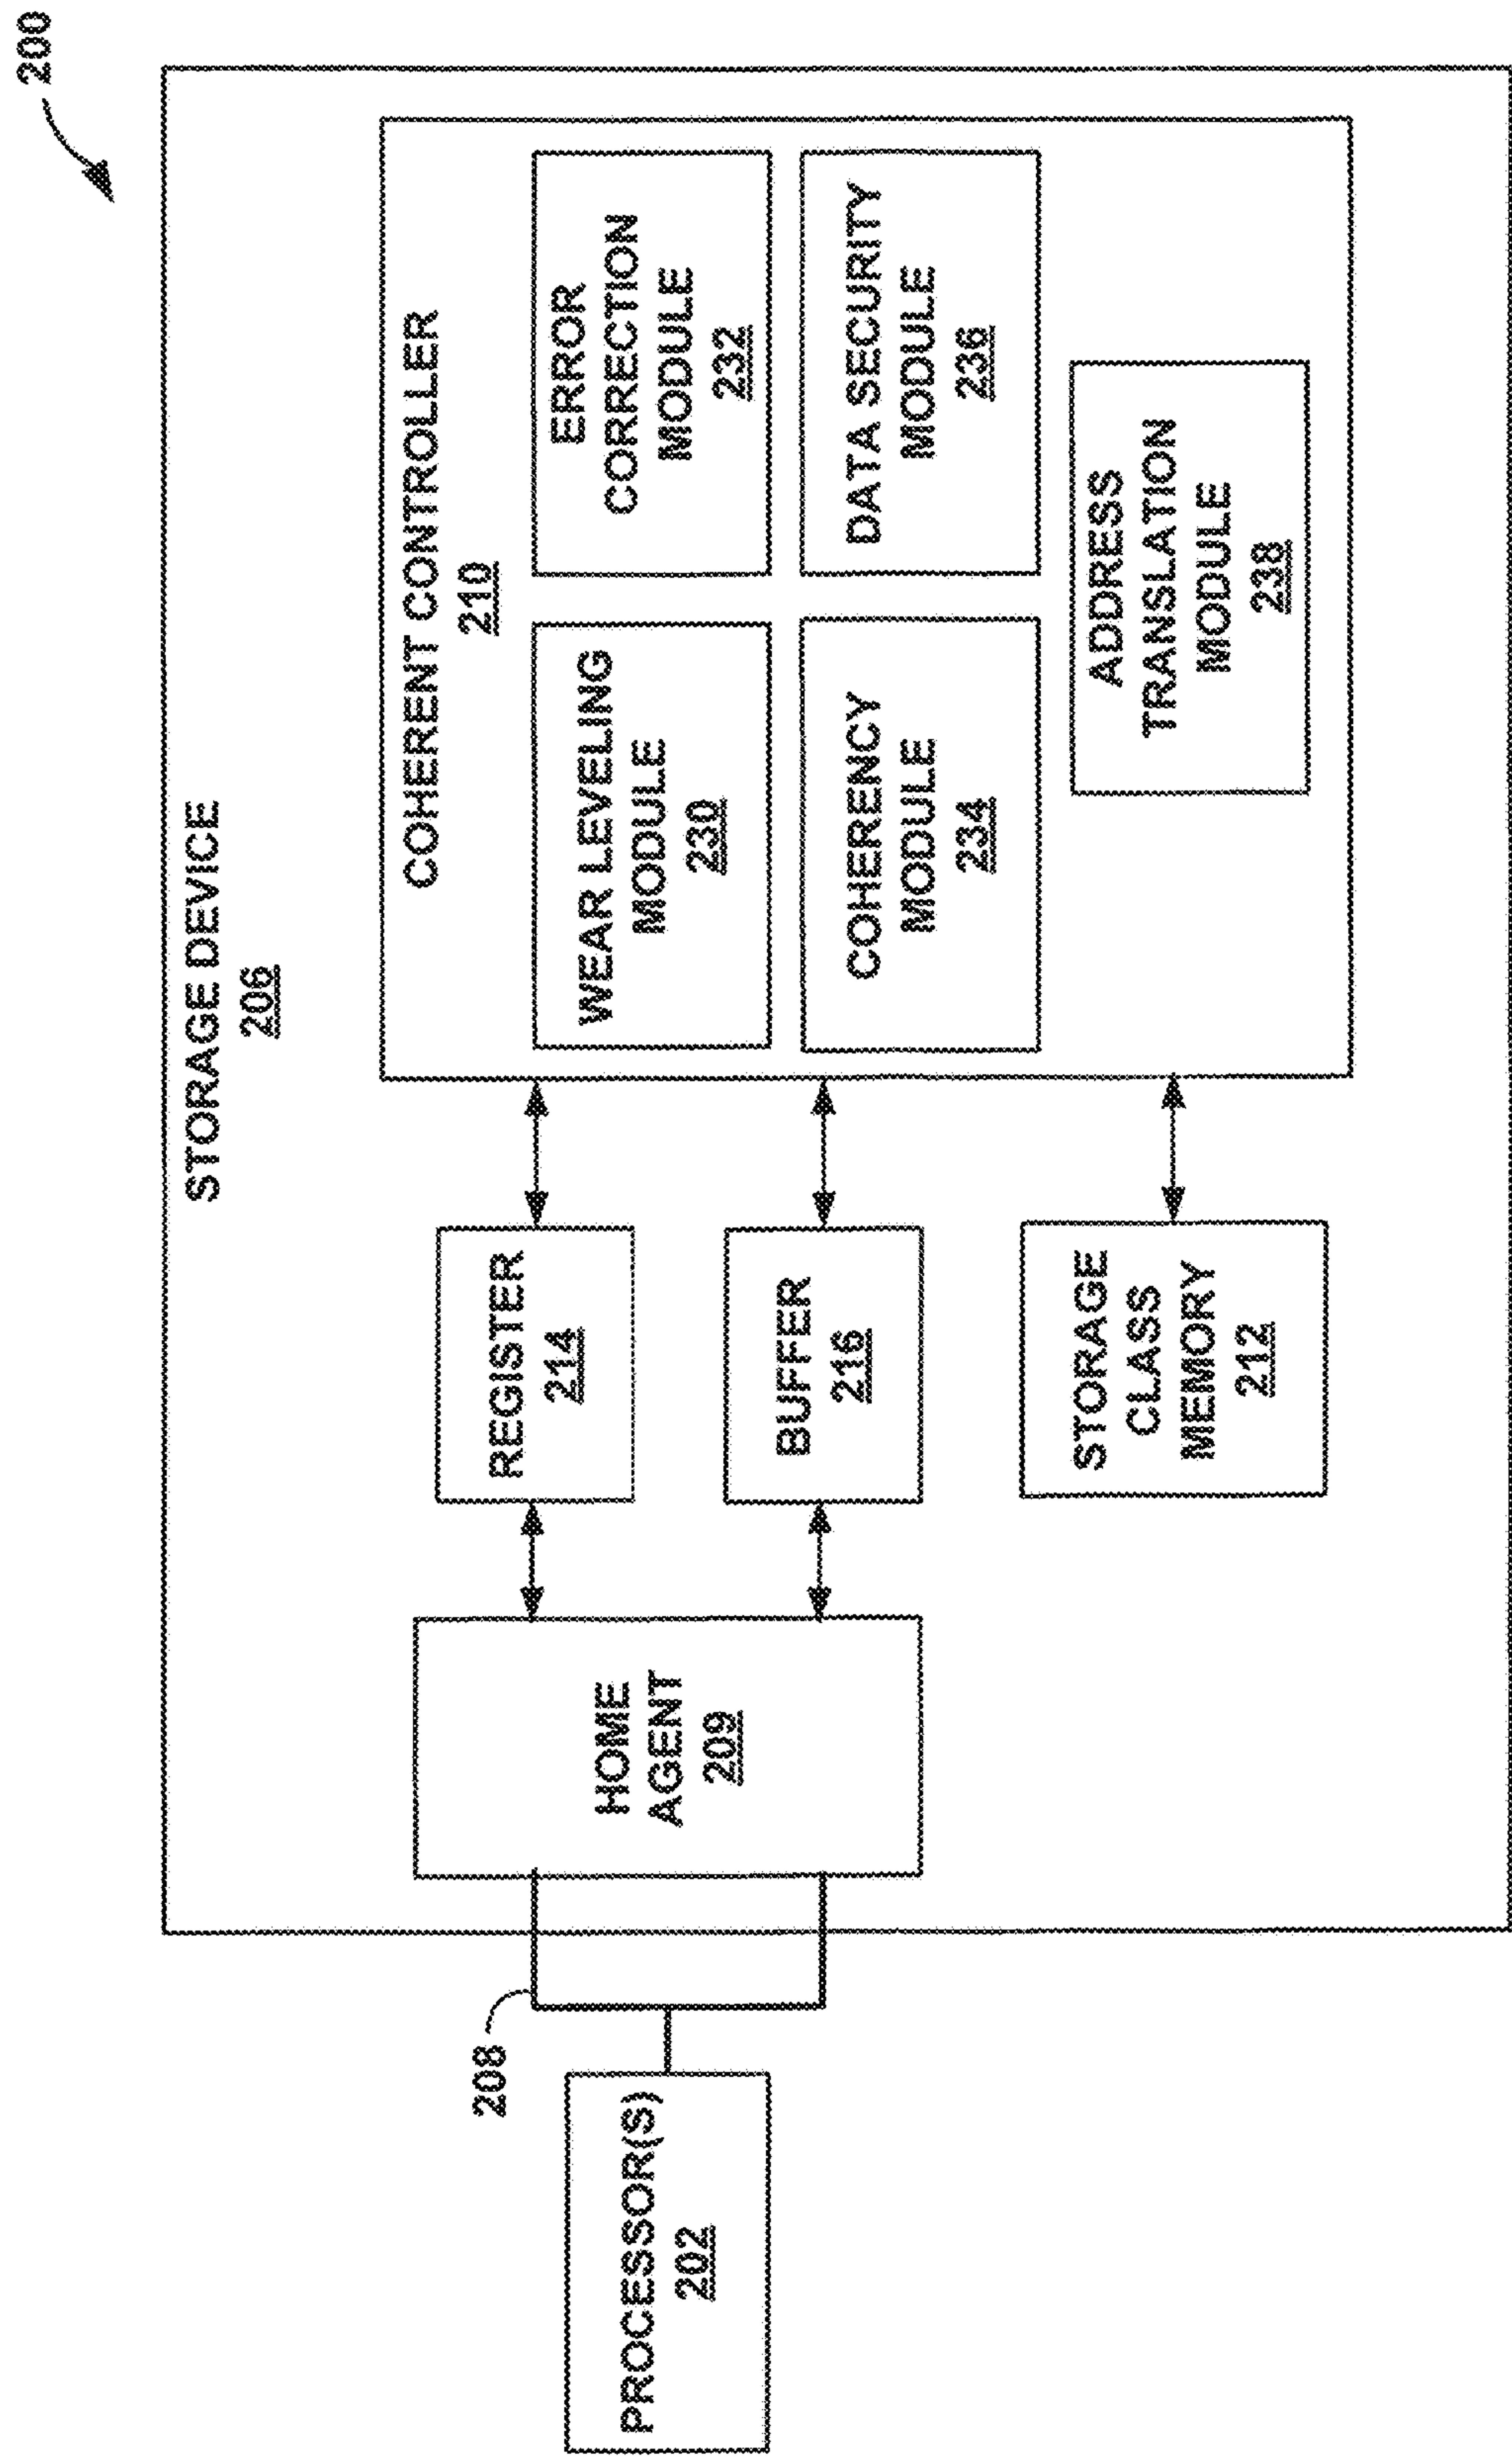 200
STORAGE DEVICE
206
PROCESSOR(S)
202
208
HOME
AGENT
209
REGISTER
214
BUFFER
216
STORAGE
CLASS
MEMORY
212
COHERENT CONTROLLER
210
WEAR LEVELING
MODULE
230
ERROR
CORRECTION
MODULE
232
COHERENCY
MODULE
234
DATA SECURITY
MODULE
236
ADDRESS
TRANSLATION
MODULE
238